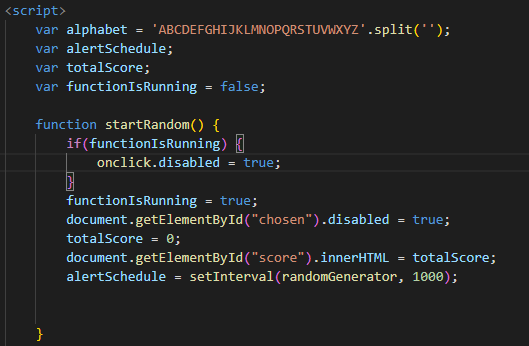 <script>
var alphabet = 'ABCDEFGHIJKLMNOPQRSTUVWXYZ'.split('');
var alertSchedule;
var totalScore;
var functionIsRunning = false;
function startRandom() {
if(functionIsRunning) {
onclick.disabled = true;
}
functionIsRunning = true;
document.getElementById("chosen").disabled = true;
totalScore = 0;
document.getElementById("score").innerHTML = totalScore;
alertSchedule = setInterval(randomGenerator, 1000);
}